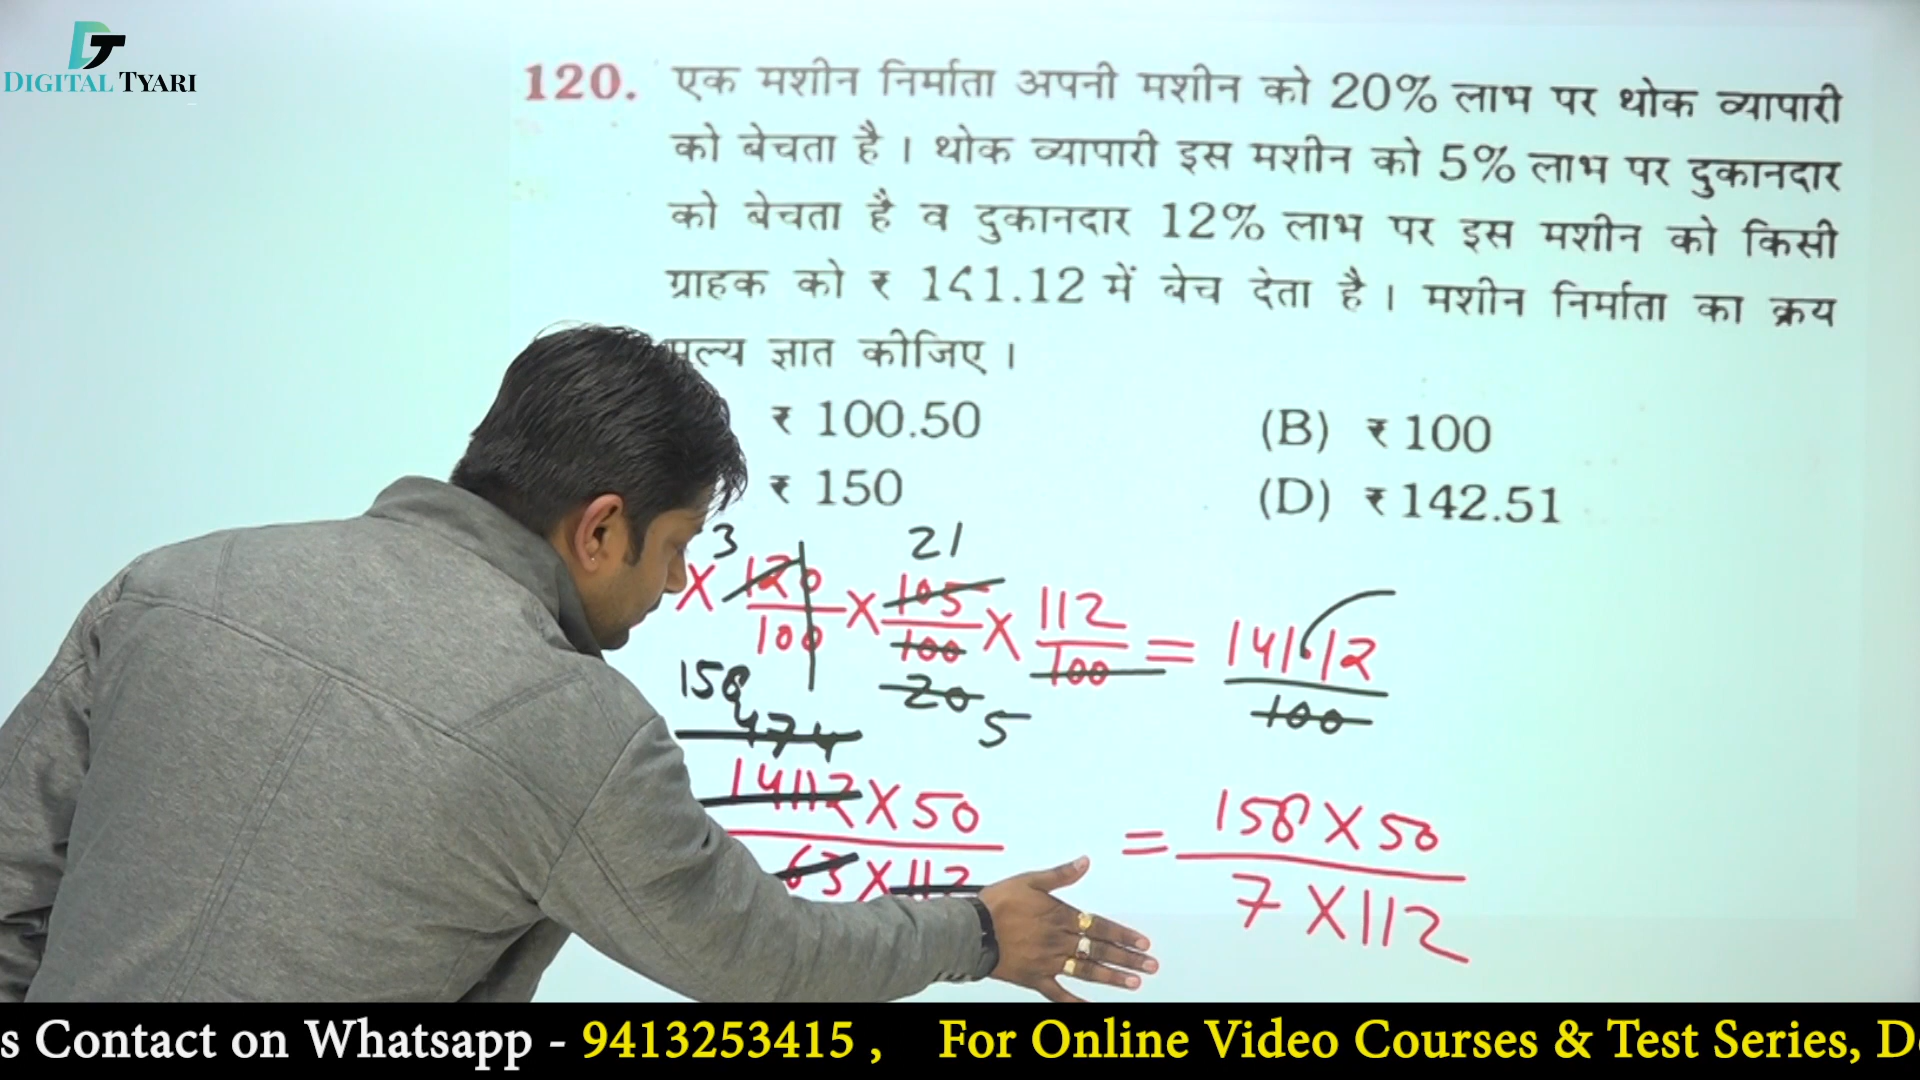 DT
DIGITAL TYARI
120. एक मशीन निर्माता अपनी मशीन को 20% लाभ पर थोक व्यापारी
को बेचता है । थोक व्यापारी इस मशीन को 5% लाभ पर दुकानदार
को बेचता है व दुकानदार 12% लाभ पर इस मशीन को किसी
ग्राहक को ₹ 141.12 में बेच देता है । मशीन निर्माता का क्रय
मूल्य ज्ञात कीजिए ।
₹ 100.50 (B) ₹ 100
₹ 150 (D) ₹ 142.51
3 21
X 120 X 105 X 112 = 141.12
100 100 100 100
20 5
158
474
14112 X 50 = 158 X 50
63 X 112 7 X 112
s Contact on Whatsapp - 9413253415 , For Online Video Courses & Test Series, D